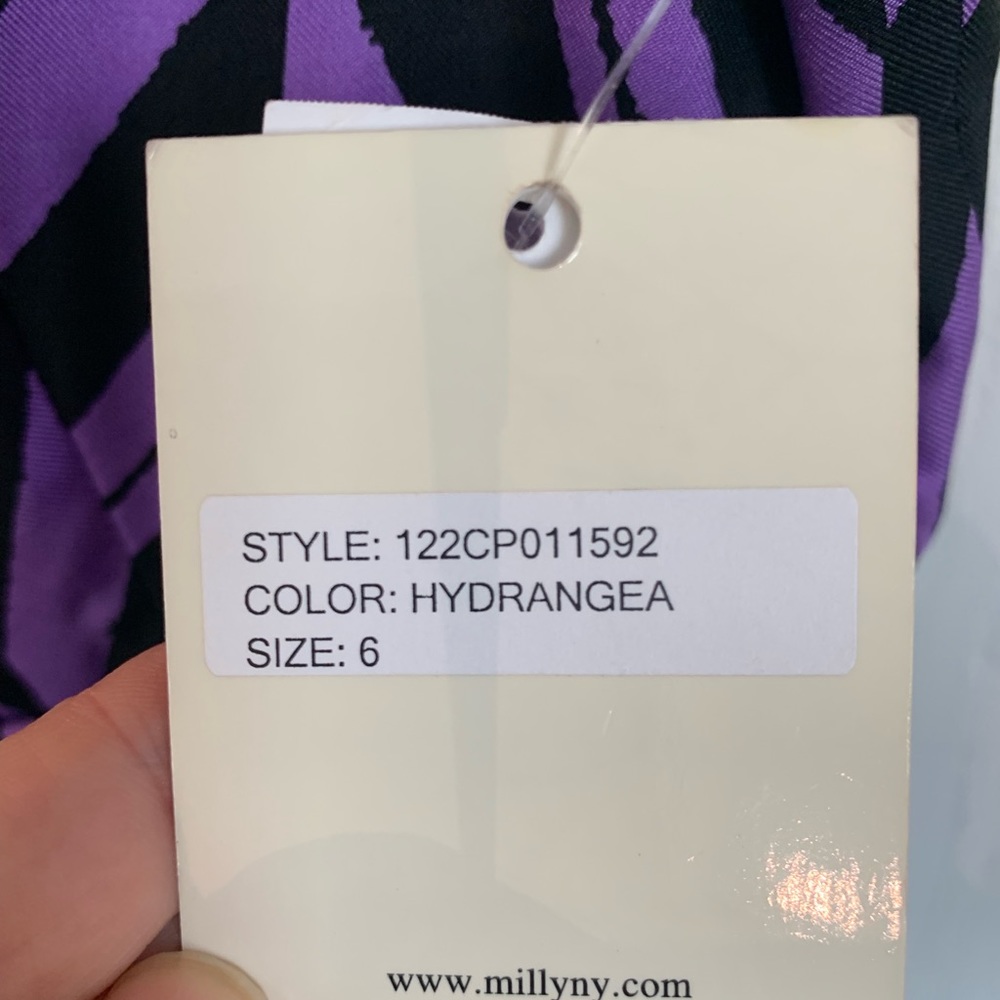 STYLE: 122CP011592
COLOR: HYDRANGEA
SIZE: 6
www.millyny.com